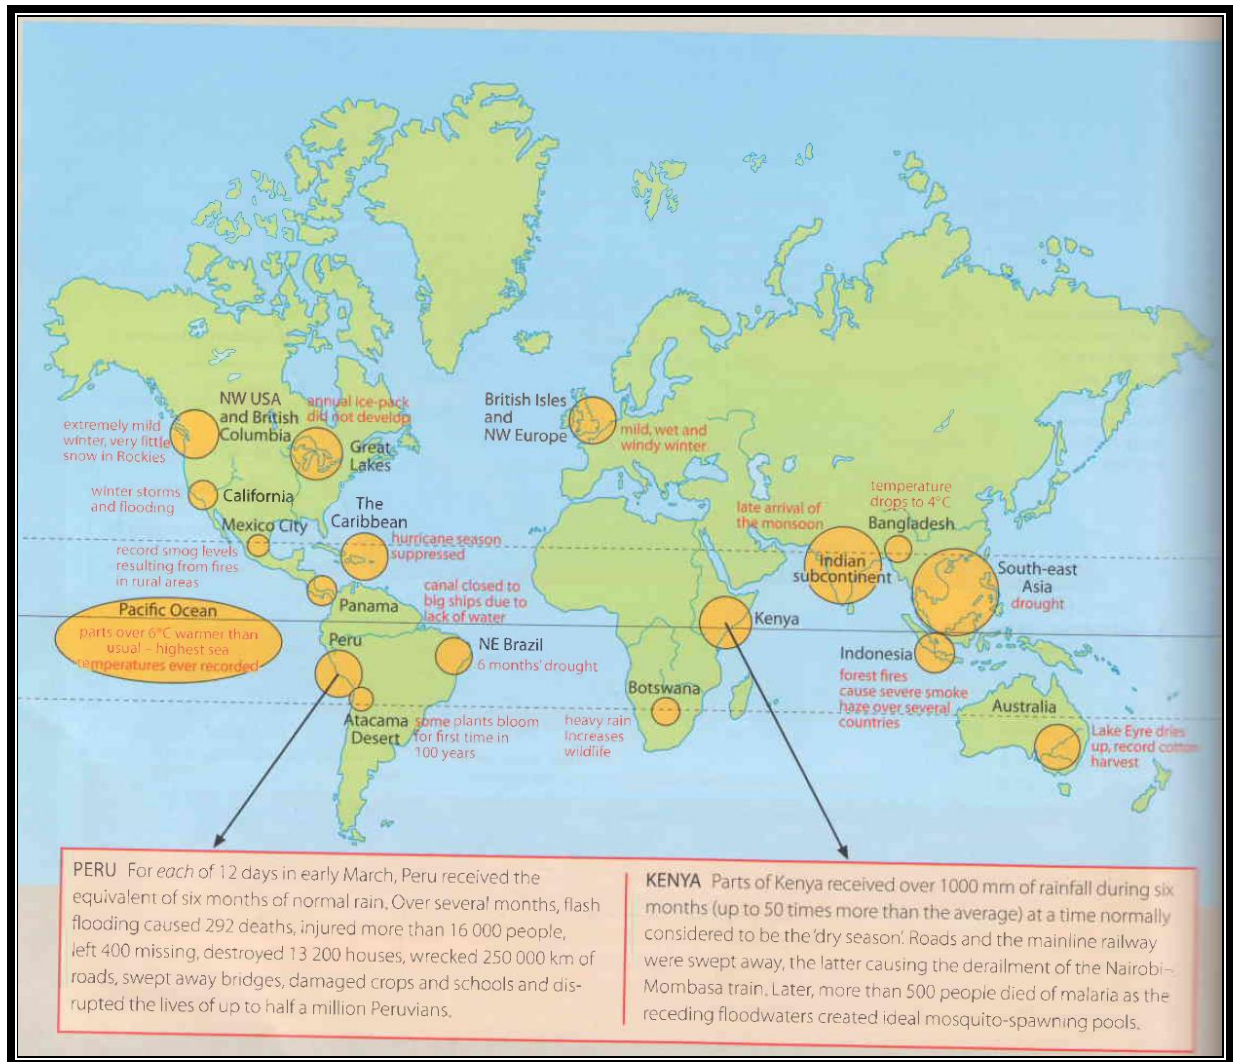 NW USA
and British
Columbia
extremely mild
winter, very little
snow in Rockies
annual ice-pack
did not develop
Great
Lakes
British Isles
and
NW Europe
mild, wet and
windy winter
winter storms
and flooding
California
Mexico City
record smog levels
resulting from fires
in rural areas
The
Caribbean
hurricane season
suppressed
late arrival of
the monsoon
temperature
drops to 4°C
Bangladesh
Indian
subcontinent
South-east
Asia
drought
Panama
canal closed to
big ships due to
lack of water
Pacific Ocean
parts over 6°C warmer than
usual – highest sea
temperatures ever recorded
Kenya
Peru
NE Brazil
6 months' drought
Indonesia
forest fires
cause severe smoke
haze over several
countries
Atacama
Desert
some plants bloom
for first time in
100 years
Botswana
heavy rain
increases
wildlife
Australia
Lake Eyre dries
up, record cotton
harvest
PERU For each of 12 days in early March, Peru received the
equivalent of six months of normal rain. Over several months, flash
flooding caused 292 deaths, injured more than 16 000 people,
left 400 missing, destroyed 13 200 houses, wrecked 250 000 km of
roads, swept away bridges, damaged crops and schools and dis-
rupted the lives of up to half a million Peruvians.
KENYA Parts of Kenya received over 1000 mm of rainfall during six
months (up to 50 times more than the average) at a time normally
considered to be the 'dry season'. Roads and the mainline railway
were swept away, the latter causing the derailment of the Nairobi–
Mombasa train. Later, more than 500 people died of malaria as the
receding floodwaters created ideal mosquito-spawning pools.